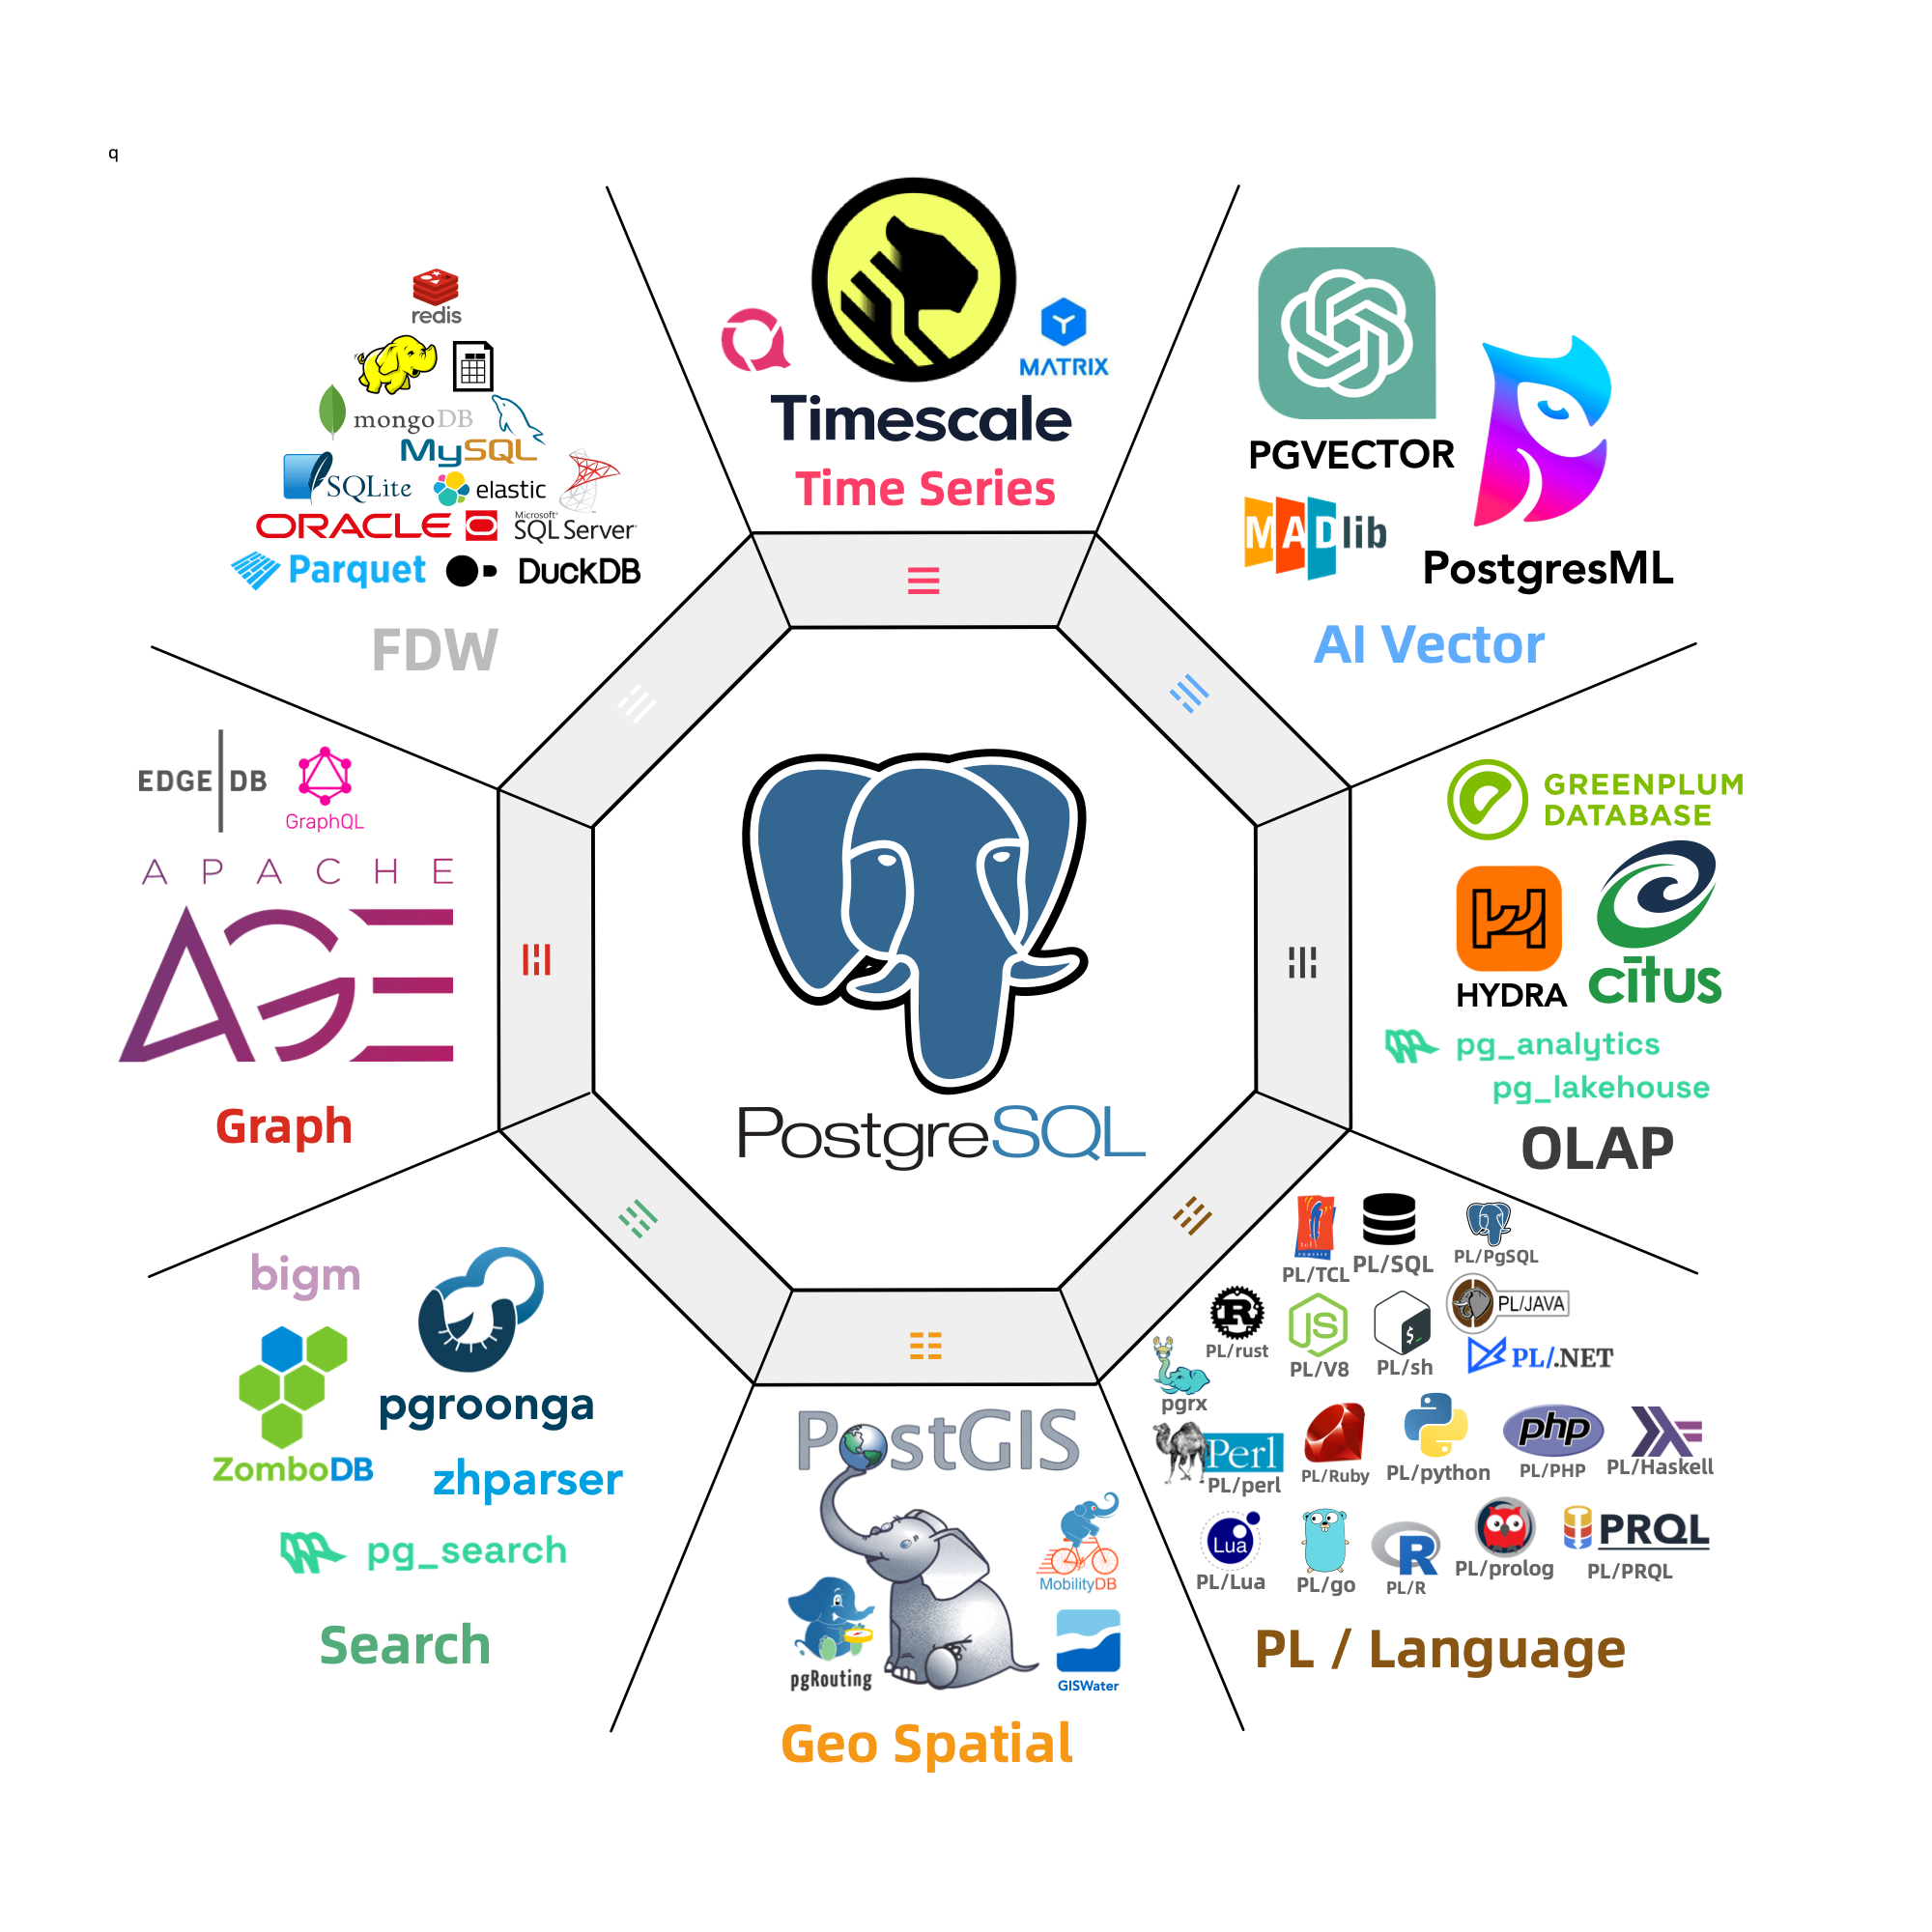 q
redis
mongoDB
MySQL
SQLite
elastic
ORACLE
Microsoft®
SQL Server
Parquet
DuckDB
FDW
MATRIX
Timescale
Time Series
PGVECTOR
MADlib
PostgresML
AI Vector
EDGE DB
GraphQL
APACHE
AGE
Graph
PostgreSQL
GREENPLUM
DATABASE
HYDRA
cītus
pg_analytics
pg_lakehouse
OLAP
bigm
pgroonga
ZomboDB
zhparser
pg_search
Search
PostGIS
MobilityDB
pgRouting
GISWater
Geo Spatial
tcl
POWERED
PL/TCL
PL/SQL
PL/PgSQL
R
PL/rust
JS
PL/V8
$_
PL/sh
PL/JAVA
PL/.NET
pgrx
Perl
PL/perl
PL/Ruby
PL/python
php
PL/PHP
PL/Haskell
Lua
PL/Lua
PL/go
R
PL/R
PL/prolog
PRQL
PL/PRQL
PL / Language